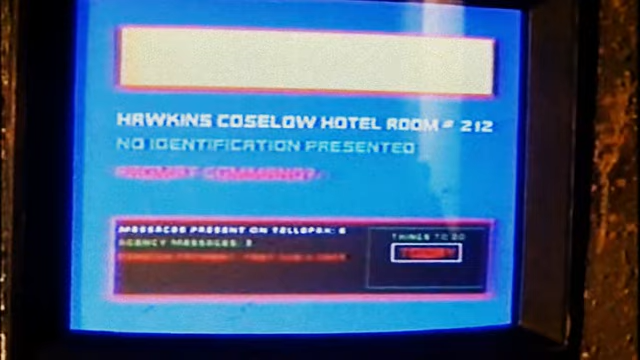 HAWKINS COSELOW HOTEL ROOM # 212
NO IDENTIFICATION PRESENTED
PROMPT COMMAND?
MESSAGES PRESENT ON TELLOFAX: 6
AGENCY MESSAGES: 3
THINGS TO DO
TODAY